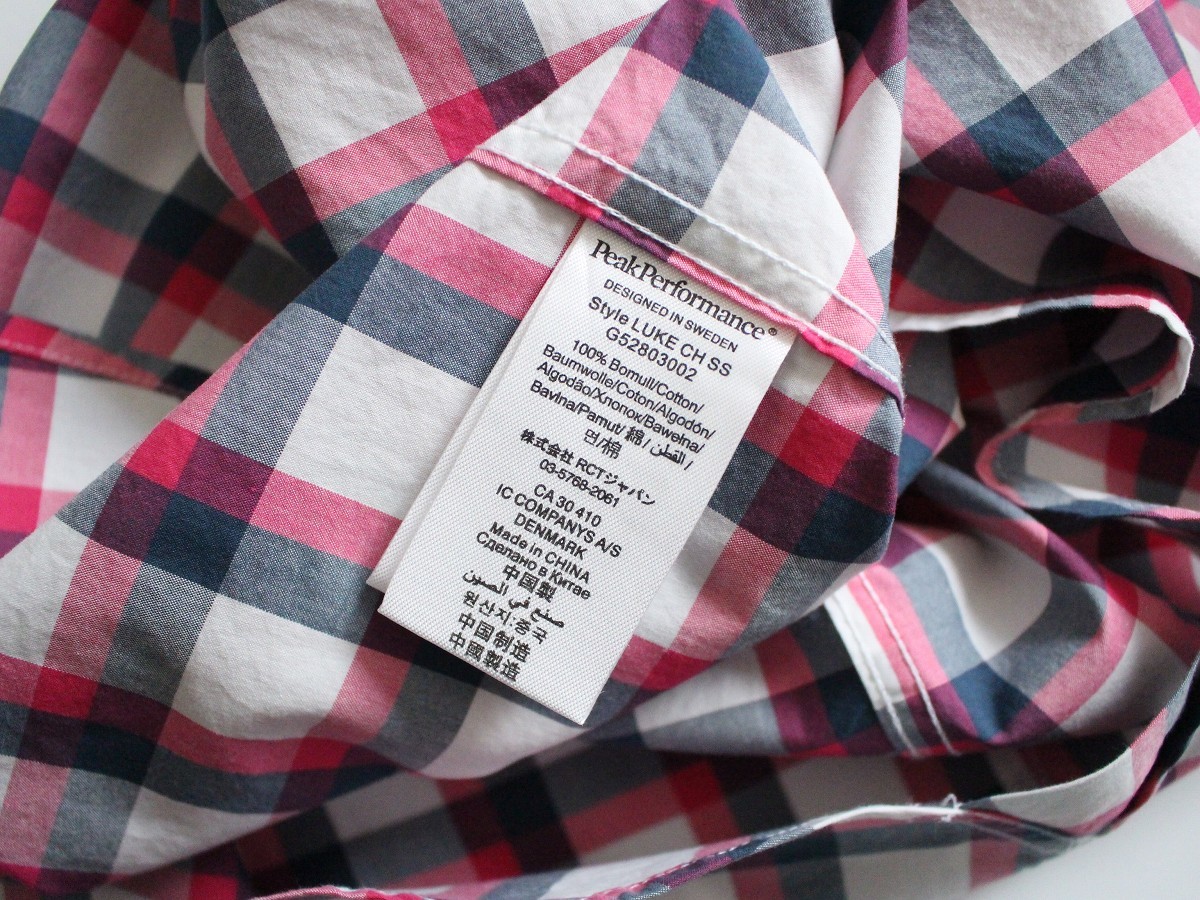 PeakPerformance®
DESIGNED IN SWEDEN
Style LUKE CH SS
G52803002
100% Bomull/Cotton/
Baumwolle/Coton/Algodón/
Algodão/Хлопок/Bawełna/
Bavlna/Pamut/ 綿 / القطن /
면/棉
株式会社 RCTジャパン
03-5768-2061
CA 30 410
IC COMPANYS A/S
DENMARK
Made in CHINA
Сделано в Китае
中国製
صنع في الصين
원산지:중국
中国制造
中國製造